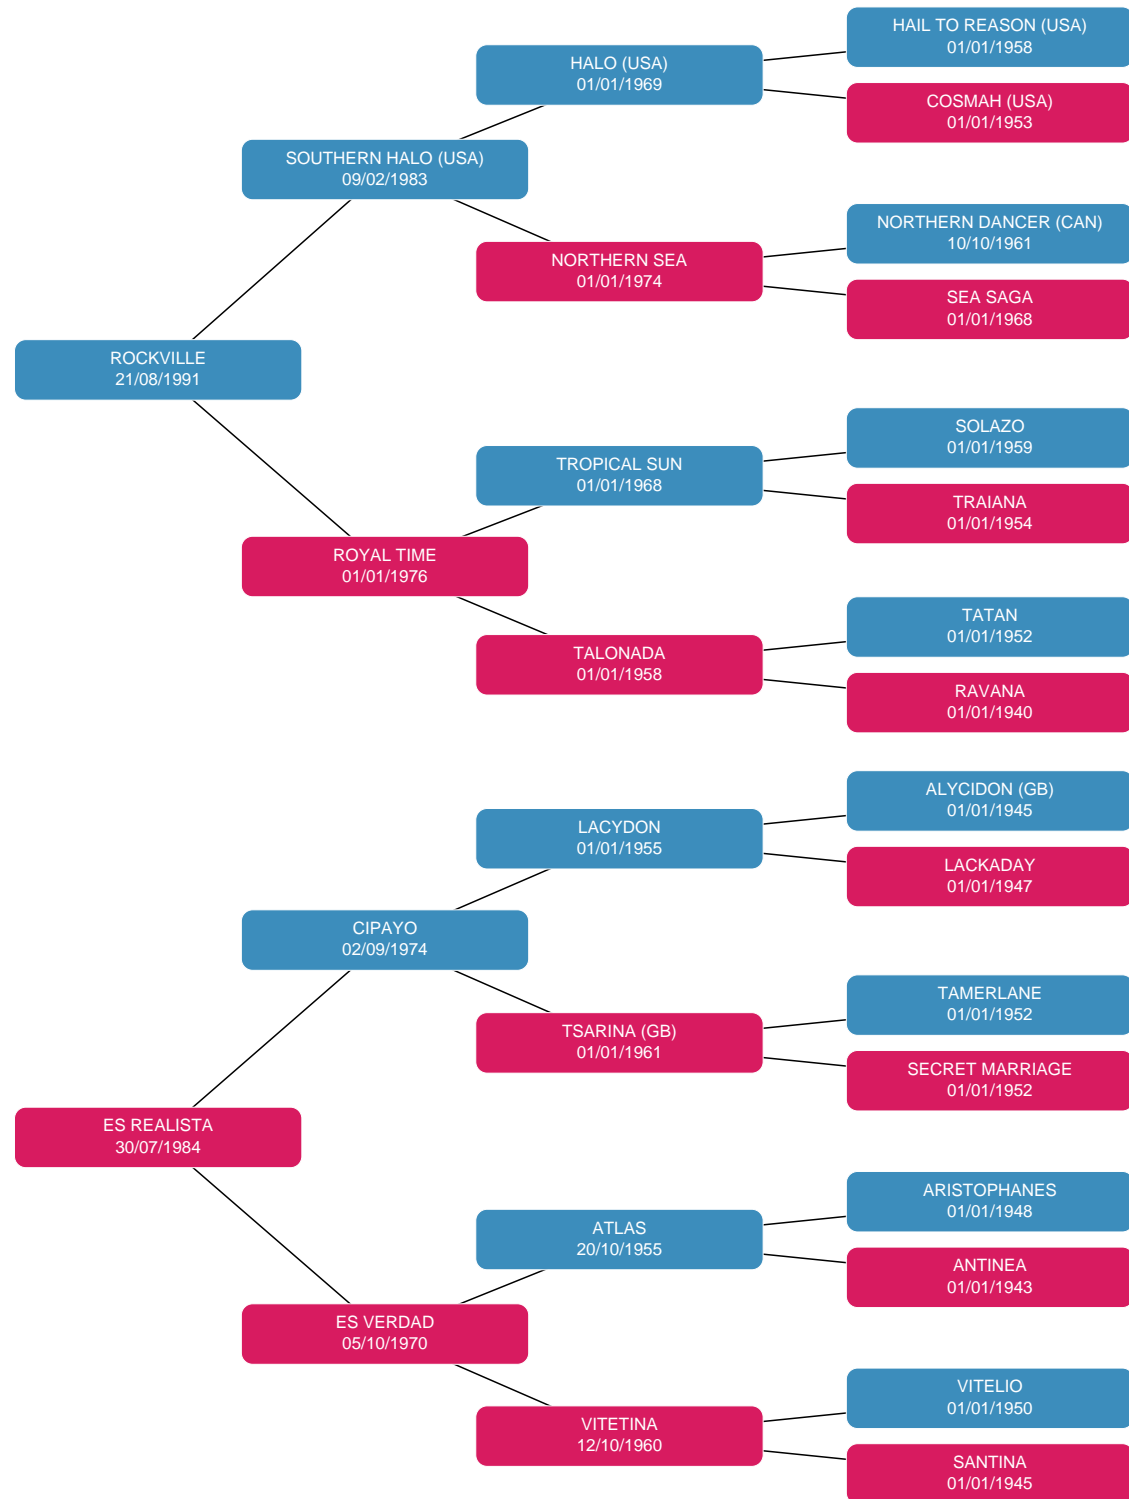 HAIL TO REASON (USA)
01/01/1958
HALO (USA)
01/01/1969
COSMAH (USA)
01/01/1953
SOUTHERN HALO (USA)
09/02/1983
NORTHERN DANCER (CAN)
10/10/1961
NORTHERN SEA
01/01/1974
SEA SAGA
01/01/1968
ROCKVILLE
21/08/1991
SOLAZO
01/01/1959
TROPICAL SUN
01/01/1968
TRAIANA
01/01/1954
ROYAL TIME
01/01/1976
TATAN
01/01/1952
TALONADA
01/01/1958
RAVANA
01/01/1940
ALYCIDON (GB)
01/01/1945
LACYDON
01/01/1955
LACKADAY
01/01/1947
CIPAYO
02/09/1974
TAMERLANE
01/01/1952
TSARINA (GB)
01/01/1961
SECRET MARRIAGE
01/01/1952
ES REALISTA
30/07/1984
ARISTOPHANES
01/01/1948
ATLAS
20/10/1955
ANTINEA
01/01/1943
ES VERDAD
05/10/1970
VITELIO
01/01/1950
VITETINA
12/10/1960
SANTINA
01/01/1945